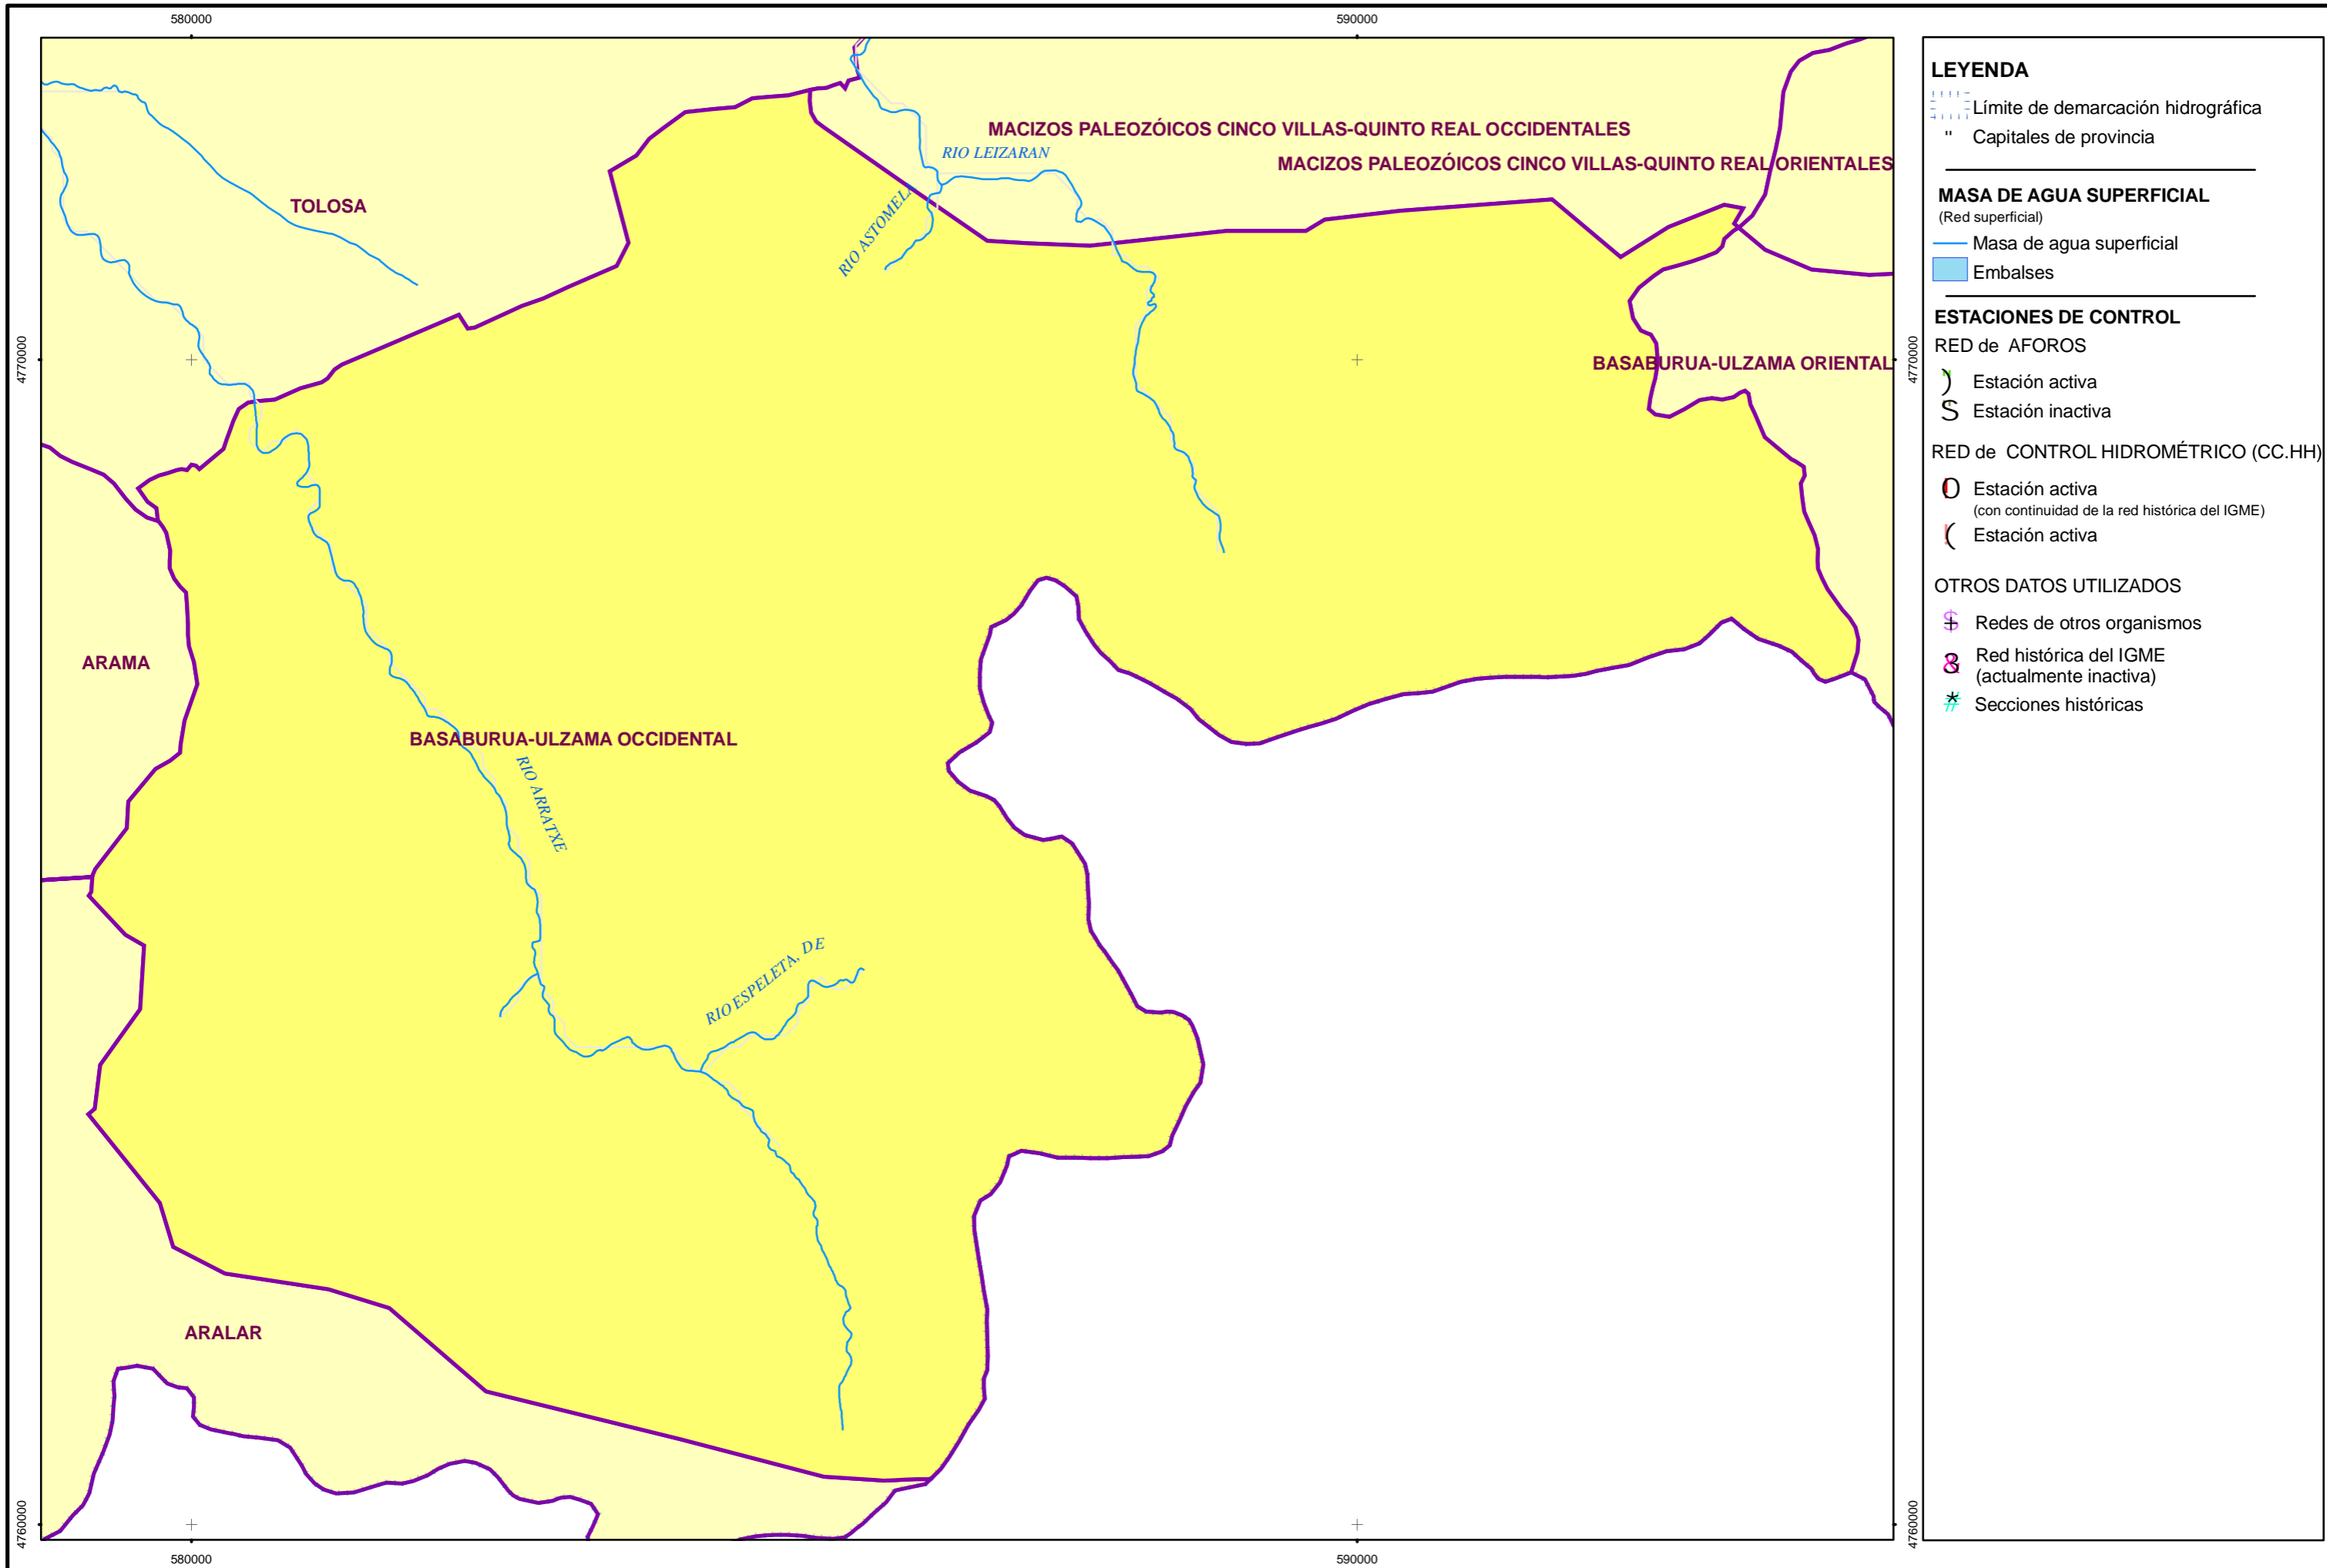 580000
590000
4770000
4770000
4760000
4760000
580000
590000
MACIZOS PALEOZÓICOS CINCO VILLAS-QUINTO REAL OCCIDENTALES
RIO LEIZARAN
MACIZOS PALEOZÓICOS CINCO VILLAS-QUINTO REAL ORIENTALES
TOLOSA
RIO ASTOMELA
BASABURUA-ULZAMA ORIENTAL
ARAMA
BASABURUA-ULZAMA OCCIDENTAL
RIO ARRATXE
RIO ESPELETA, DE
ARALAR
LEYENDA
Límite de demarcación hidrográfica
" Capitales de provincia
MASA DE AGUA SUPERFICIAL
(Red superficial)
Masa de agua superficial
Embalses
ESTACIONES DE CONTROL
RED de AFOROS
) Estación activa
S Estación inactiva
RED de CONTROL HIDROMÉTRICO (CC.HH)
Estación activa
(con continuidad de la red histórica del IGME)
( Estación activa
OTROS DATOS UTILIZADOS
$ Redes de otros organismos
& Red histórica del IGME
(actualmente inactiva)
# Secciones históricas